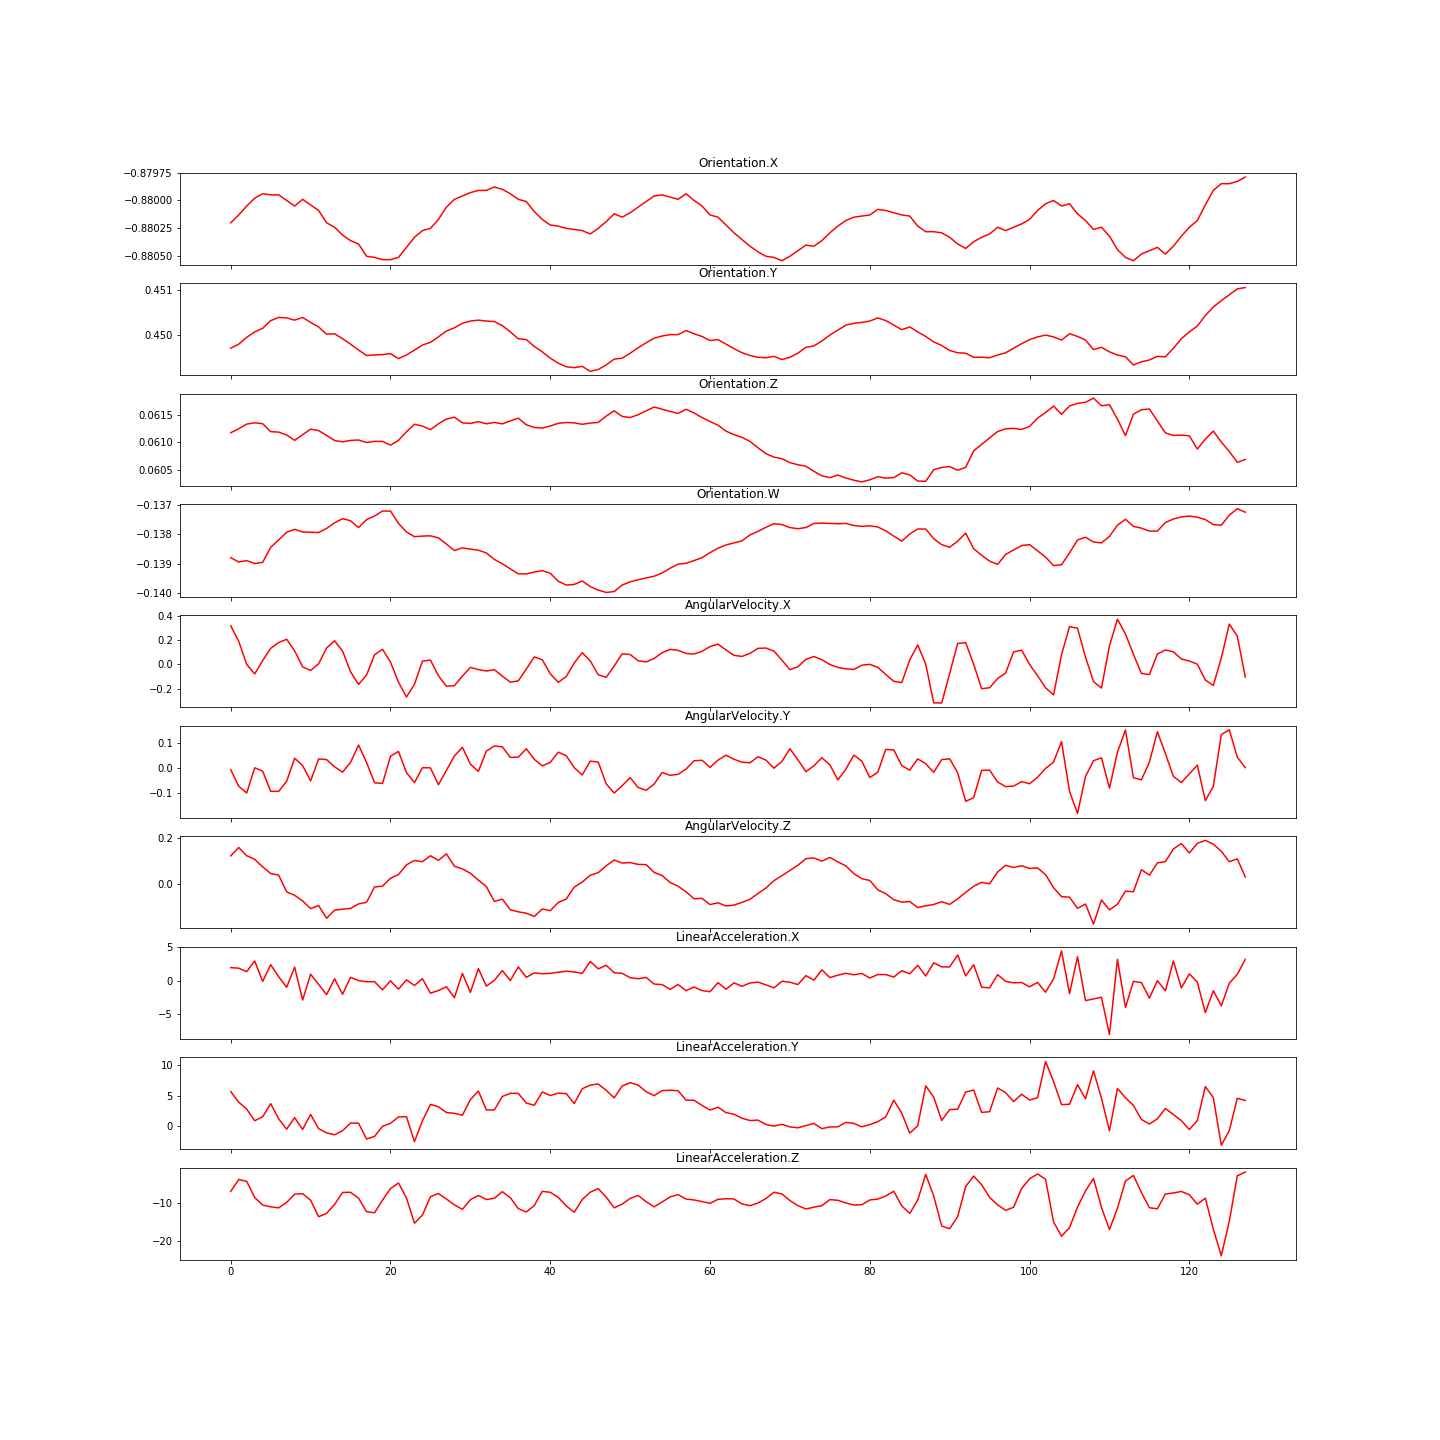 Orientation.X
−0.87975
−0.88000
−0.88025
−0.88050
Orientation.Y
0.451
0.450
Orientation.Z
0.0615
0.0610
0.0605
Orientation.W
−0.137
−0.138
−0.139
−0.140
AngularVelocity.X
0.4
0.2
0.0
−0.2
AngularVelocity.Y
0.1
0.0
−0.1
AngularVelocity.Z
0.2
0.0
LinearAcceleration.X
5
0
−5
LinearAcceleration.Y
10
5
0
LinearAcceleration.Z
−10
−20
0 20 40 60 80 100 120